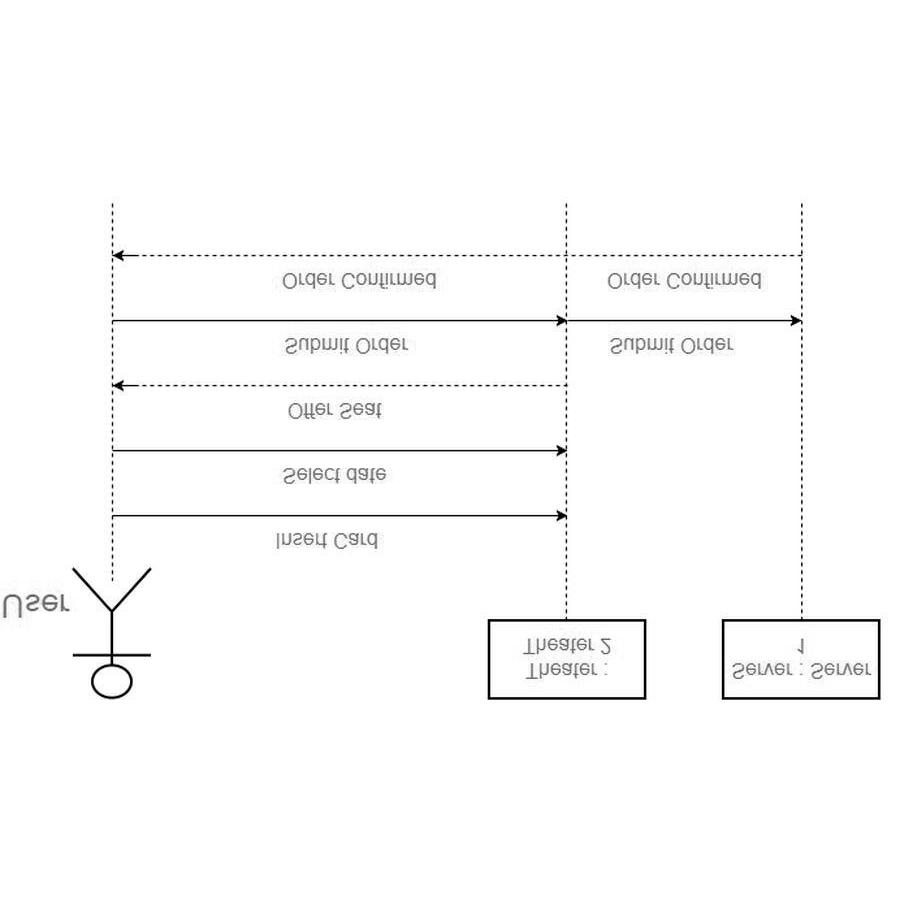 User
Theater :
Theater 2
Server : Server
1
Insert Card
Select date
Offer Seat
Submit Order
Submit Order
Order Confirmed
Order Confirmed